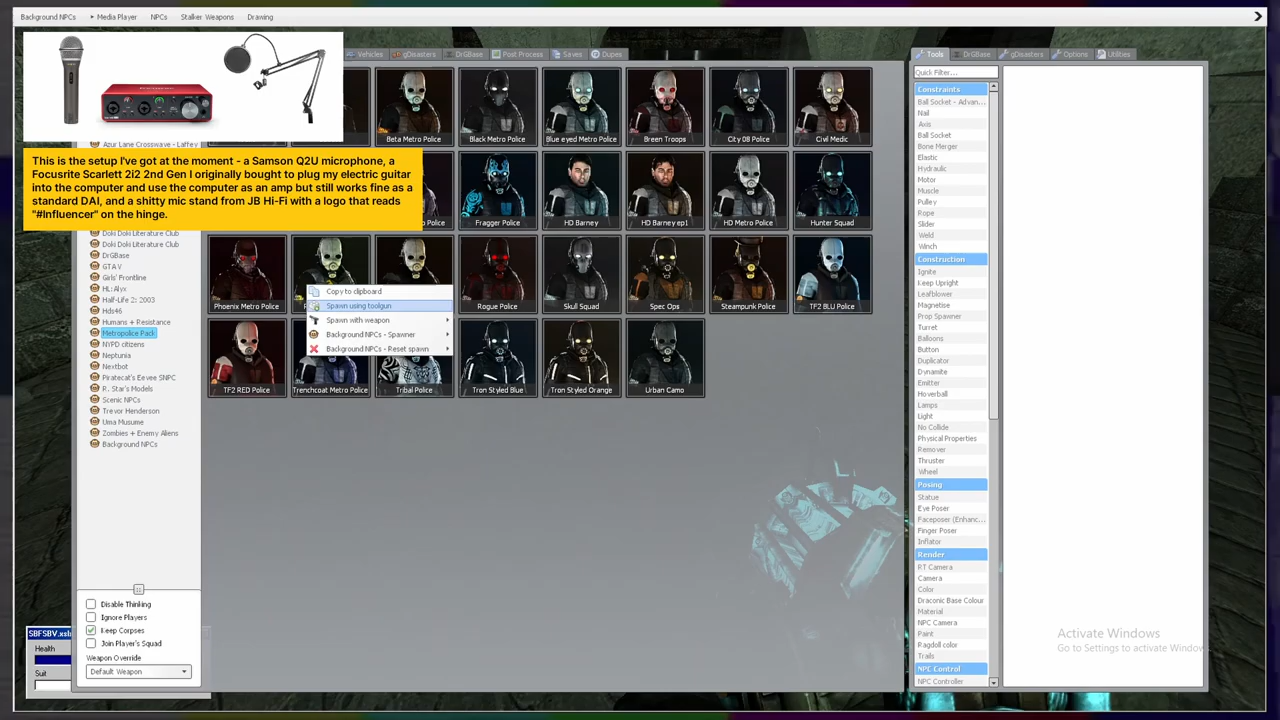 Background NPCs
Media Player
NPCs
Stalker Weapons
Drawing
Vehicles
gDisasters
DrGBase
Post Process
Saves
Dupes
Tools
DrGBase
gDisasters
Options
Utilities
This is the setup I've got at the moment - a Samson Q2U microphone, a
Focusrite Scarlett 2i2 2nd Gen I originally bought to plug my electric guitar
into the computer and use the computer as an amp but still works fine as a
standard DAI, and a shitty mic stand from JB Hi-Fi with a logo that reads
"#Influencer" on the hinge.
Azur Lane Crosswave - Laffey
Doki Doki Literature Club
Doki Doki Literature Club
DrGBase
GTA V
Girls' Frontline
HL: Alyx
Half-Life 2: 2003
Hds46
Humans + Resistance
Metropolice Pack
NYPD citizens
Neptunia
Nextbot
Piratecat's Eevee SNPC
R. Star's Models
Scenic NPCs
Trevor Henderson
Uma Musume
Zombies + Enemy Aliens
Background NPCs
Beta Metro Police
Black Metro Police
Blue eyed Metro Police
Breen Troops
City 08 Police
Civil Medic
Police
Fragger Police
HD Barney
HD Barney ep1
HD Metro Police
Hunter Squad
Phoenix Metro Police
Rogue Police
Skull Squad
Spec Ops
Steampunk Police
TF2 BLU Police
TF2 RED Police
Trenchcoat Metro Police
Tribal Police
Tron Styled Blue
Tron Styled Orange
Urban Camo
Copy to clipboard
Spawn using toolgun
Spawn with weapon
Background NPCs - Spawner
Background NPCs - Reset spawn
Disable Thinking
Ignore Players
Keep Corpses
Join Player's Squad
Weapon Override
Default Weapon
Health
Suit
Quick Filter...
Constraints
Ball Socket - Advan...
Nail
Axis
Ball Socket
Bone Merger
Elastic
Hydraulic
Motor
Muscle
Pulley
Rope
Slider
Weld
Winch
Construction
Ignite
Keep Upright
Leafblower
Magnetise
Prop Spawner
Turret
Balloons
Button
Duplicator
Dynamite
Emitter
Hoverball
Lamps
Light
No Collide
Physical Properties
Remover
Thruster
Wheel
Posing
Statue
Eye Poser
Faceposer (Enhanc...
Finger Poser
Inflator
Render
RT Camera
Camera
Color
Draconic Base Colour
Material
NPC Camera
Paint
Ragdoll color
Trails
NPC Control
NPC Controller
Activate Windows
Go to Settings to activate Window